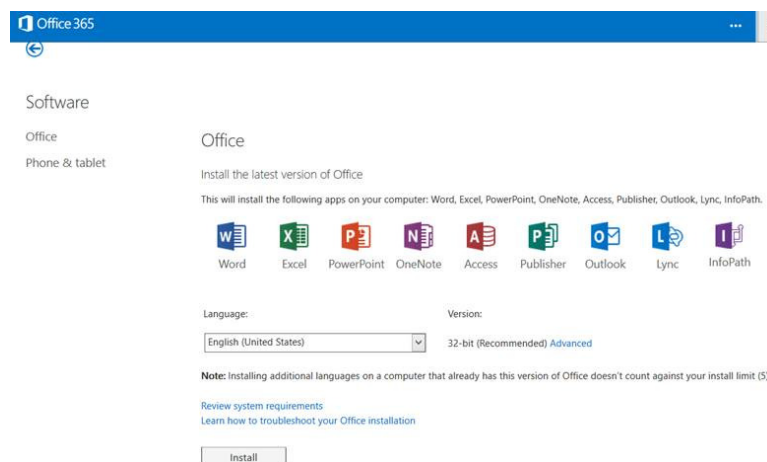 Office 365
...
Software
Office
Phone & tablet
Office
Install the latest version of Office
This will install the following apps on your computer: Word, Excel, PowerPoint, OneNote, Access, Publisher, Outlook, Lync, InfoPath.
Word Excel PowerPoint OneNote Access Publisher Outlook Lync InfoPath
Language: Version:
English (United States) 32-bit (Recommended) Advanced
Note: Installing additional languages on a computer that already has this version of Office doesn't count against your install limit (5
Review system requirements
Learn how to troubleshoot your Office installation
Install